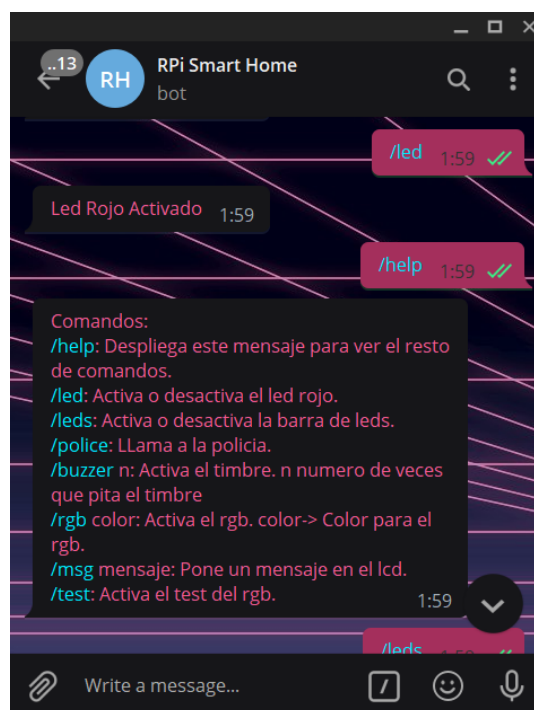 ..13
RH
RPi Smart Home
bot
/led 1:59
Led Rojo Activado 1:59
/help 1:59
Comandos:
/help: Despliega este mensaje para ver el resto
de comandos.
/led: Activa o desactiva el led rojo.
/leds: Activa o desactiva la barra de leds.
/police: LLama a la policia.
/buzzer n: Activa el timbre. n numero de veces
que pita el timbre
/rgb color: Activa el rgb. color-> Color para el
rgb.
/msg mensaje: Pone un mensaje en el lcd.
/test: Activa el test del rgb.
1:59
/leds 1:59
Write a message...